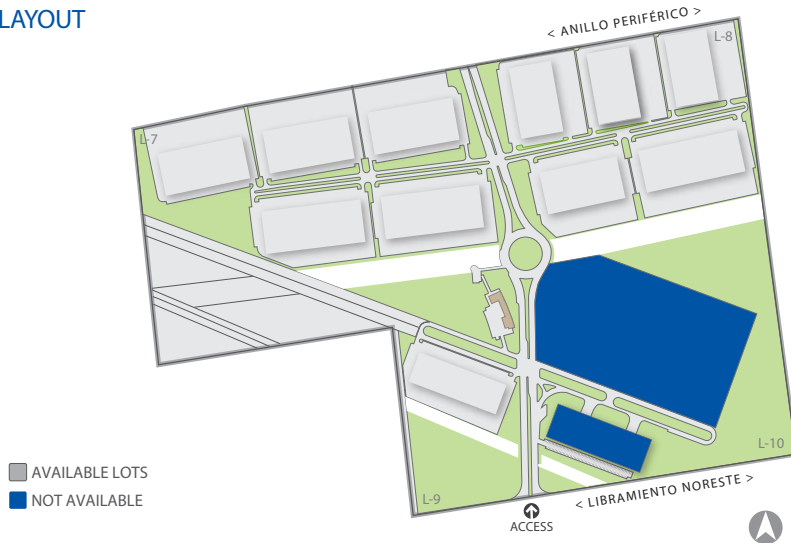 LAYOUT
< ANILLO PERIFÉRICO >
L-8
L-7
L-10
AVAILABLE LOTS
NOT AVAILABLE
L-9
< LIBRAMIENTO NORESTE >
ACCESS